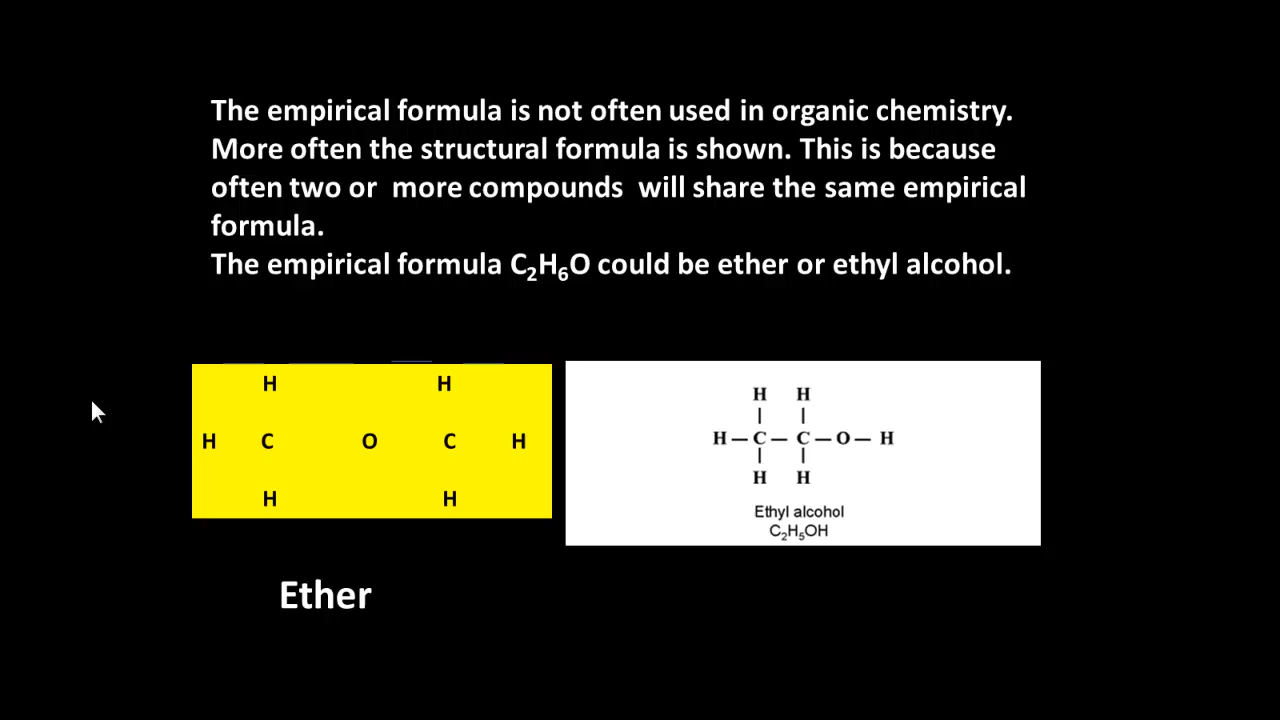 The empirical formula is not often used in organic chemistry.
More often the structural formula is shown. This is because
often two or more compounds will share the same empirical
formula.
The empirical formula C₂H₆O could be ether or ethyl alcohol.
H H
H C O C H
H H
Ether
H H
| |
H — C — C — O — H
| |
H H
Ethyl alcohol
C₂H₅OH